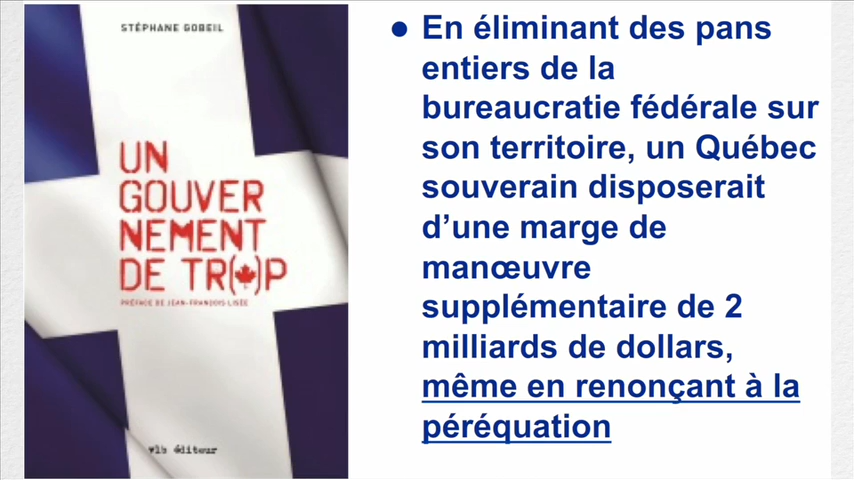 STÉPHANE GOBEIL
UN
GOUVER
NEMENT
DE TR()P
PRÉFACE DE JEAN-FRANÇOIS LISÉE
vlb éditeur
• En éliminant des pans
entiers de la
bureaucratie fédérale sur
son territoire, un Québec
souverain disposerait
d’une marge de
manœuvre
supplémentaire de 2
milliards de dollars,
même en renonçant à la
péréquation